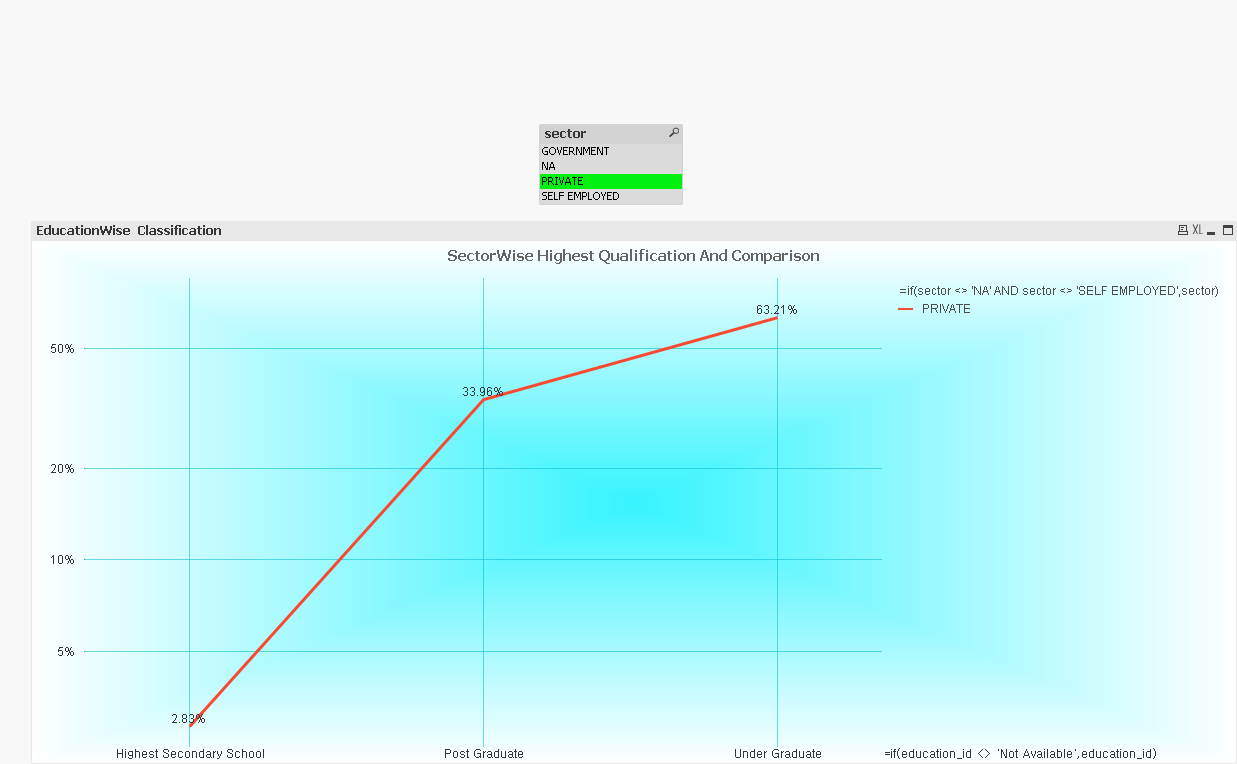 sector
GOVERNMENT
NA
PRIVATE
SELF EMPLOYED
EducationWise Classification
XL
SectorWise Highest Qualification And Comparison
=if(sector <> 'NA' AND sector <> 'SELF EMPLOYED',sector)
PRIVATE
63.21%
50%
33.96%
20%
10%
5%
2.83%
Highest Secondary School
Post Graduate
Under Graduate
=if(education_id <> 'Not Available',education_id)